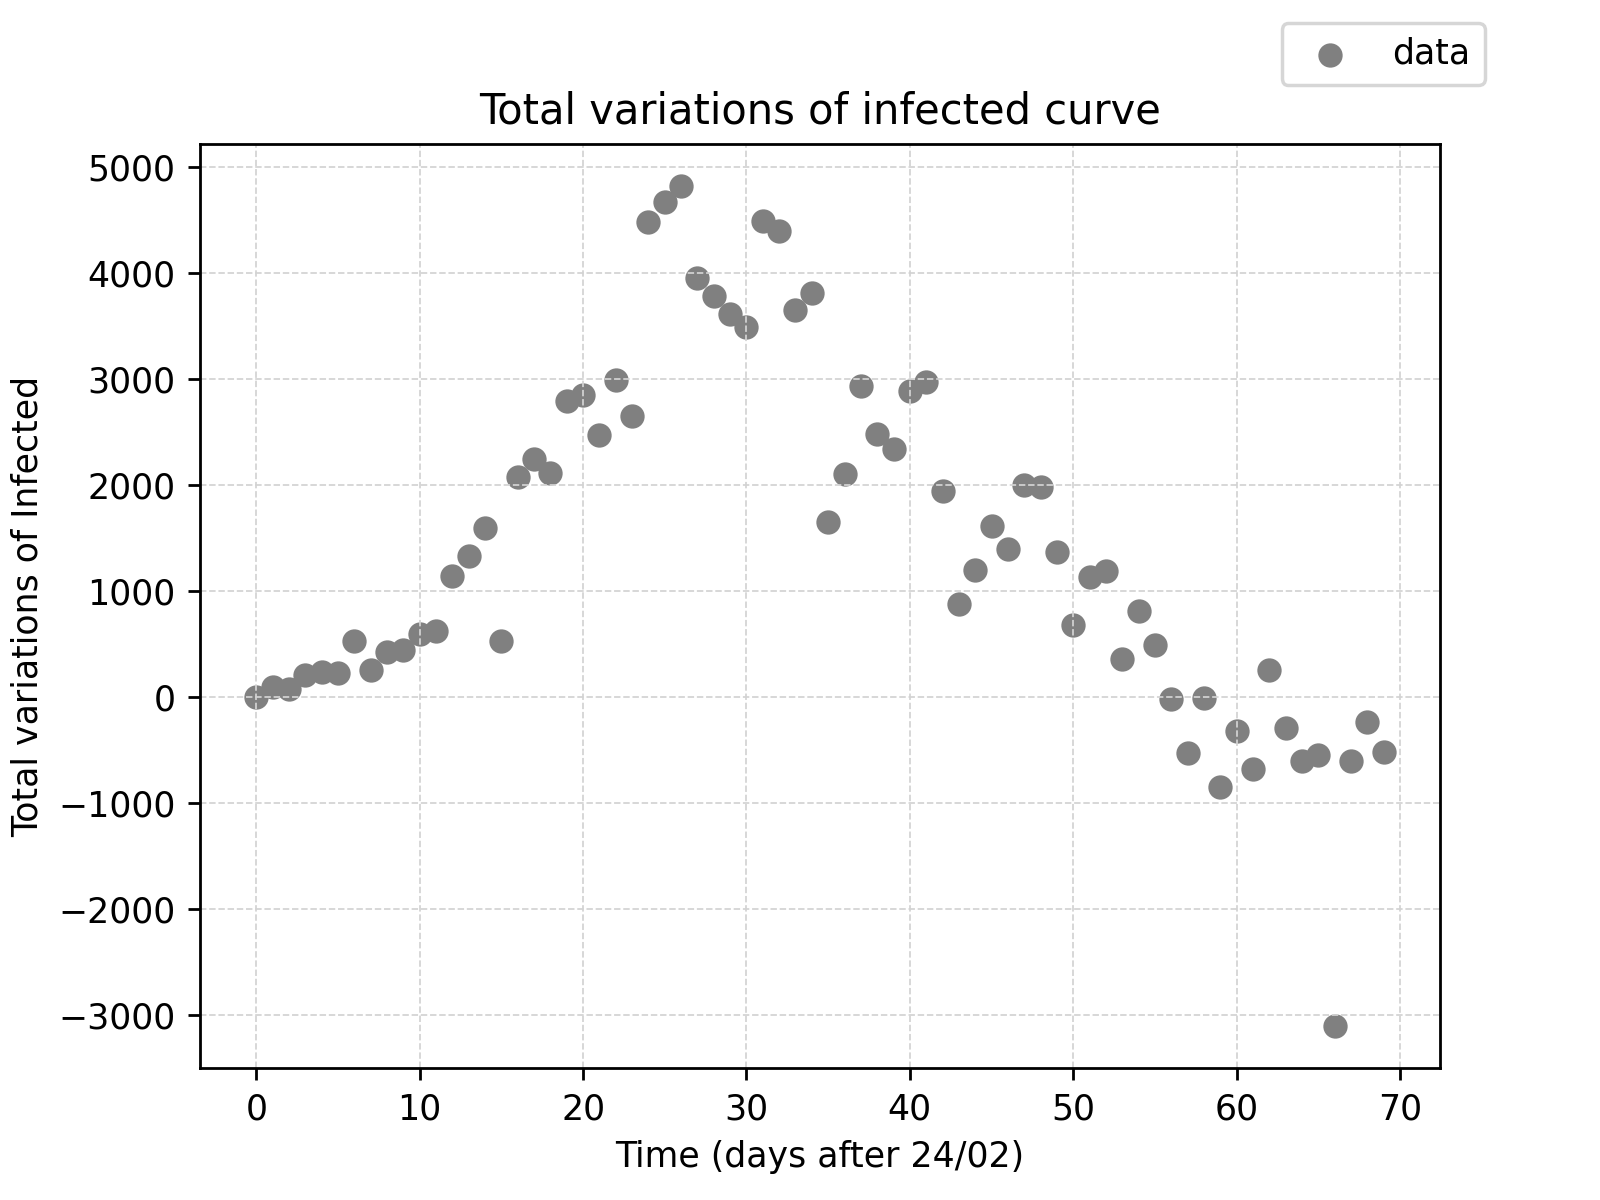 data
Total variations of infected curve
Total variations of Infected
5000
4000
3000
2000
1000
0
−1000
−2000
−3000
0 10 20 30 40 50 60 70
Time (days after 24/02)